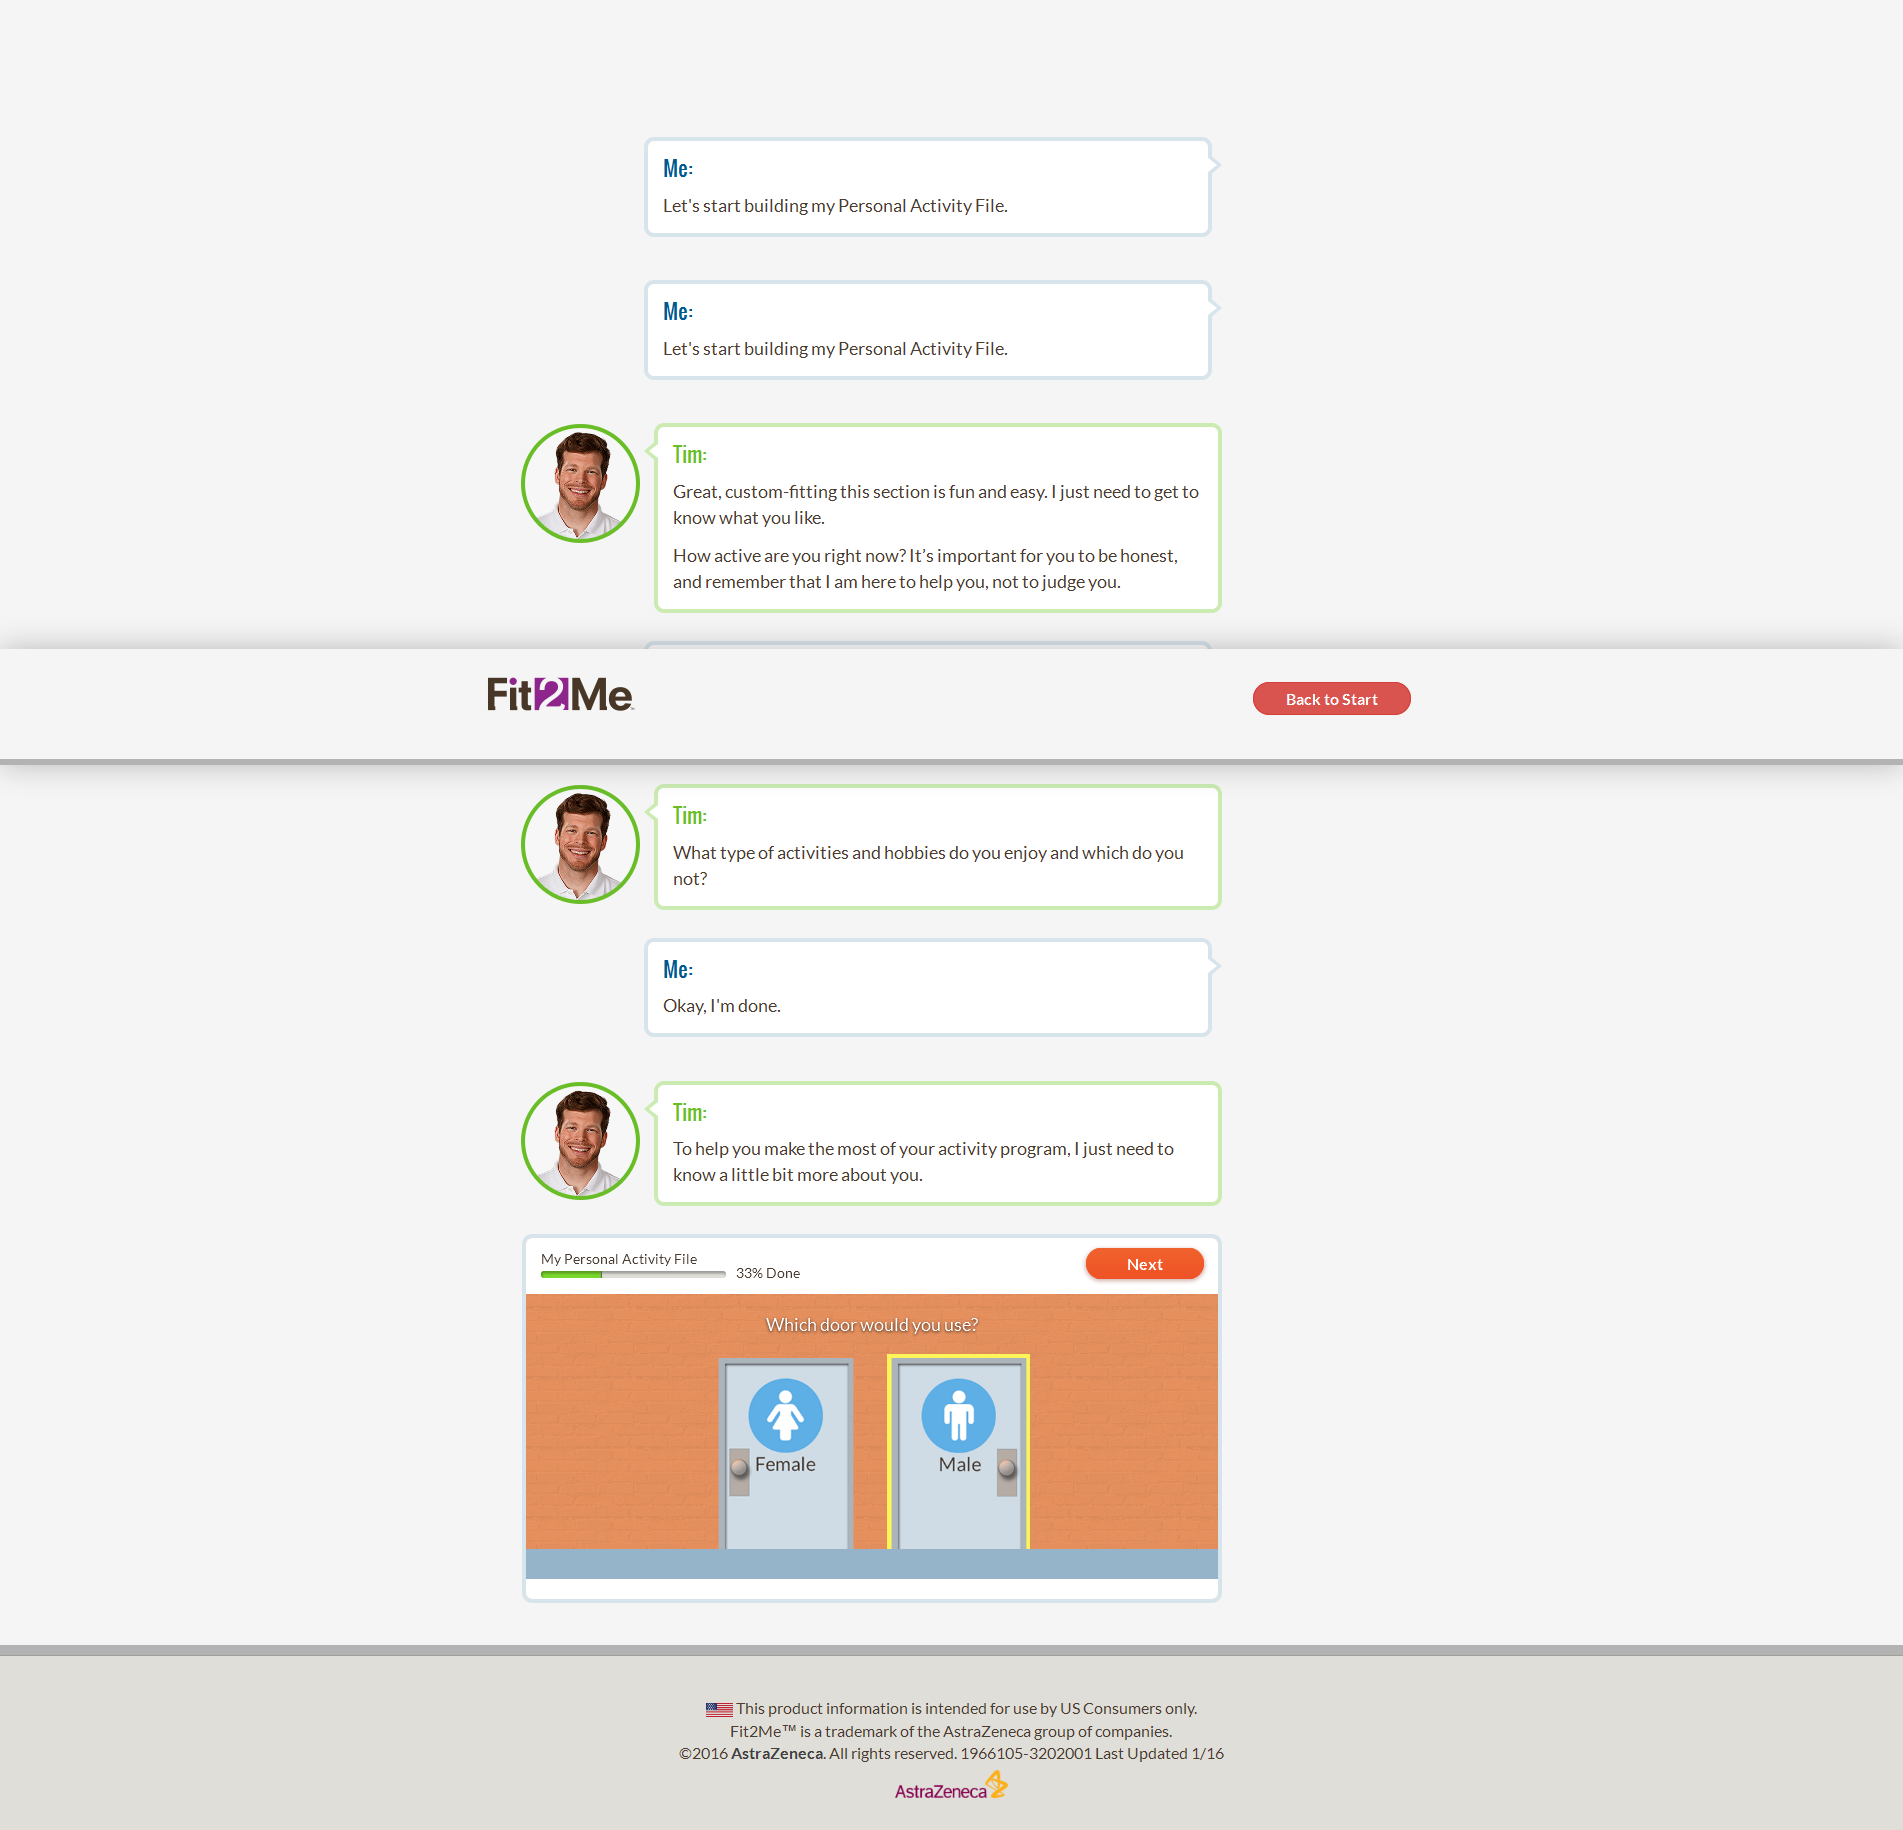 Me:
Let's start building my Personal Activity File.
Me:
Let's start building my Personal Activity File.
Tim:
Great, custom-fitting this section is fun and easy. I just need to get to
know what you like.
How active are you right now? It’s important for you to be honest,
and remember that I am here to help you, not to judge you.
Fit2Me™
Back to Start
Tim:
What type of activities and hobbies do you enjoy and which do you
not?
Me:
Okay, I'm done.
Tim:
To help you make the most of your activity program, I just need to
know a little bit more about you.
My Personal Activity File
33% Done
Next
Which door would you use?
Female
Male
This product information is intended for use by US Consumers only.
Fit2Me™ is a trademark of the AstraZeneca group of companies.
©2016 AstraZeneca. All rights reserved. 1966105-3202001 Last Updated 1/16
AstraZeneca